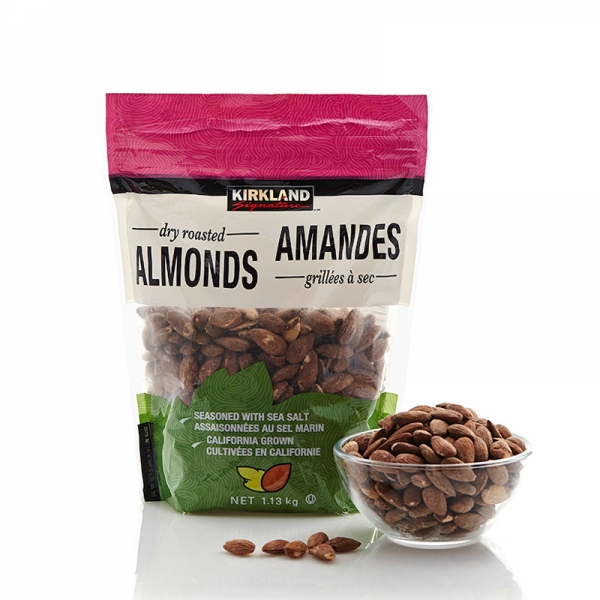 KIRKLAND
Signature
dry roasted
ALMONDS
AMANDES
grillées à sec
SEASONED WITH SEA SALT
ASSAISONNÉES AU SEL MARIN
CALIFORNIA GROWN
CULTIVÉES EN CALIFORNIE
NET 1.13 kg U